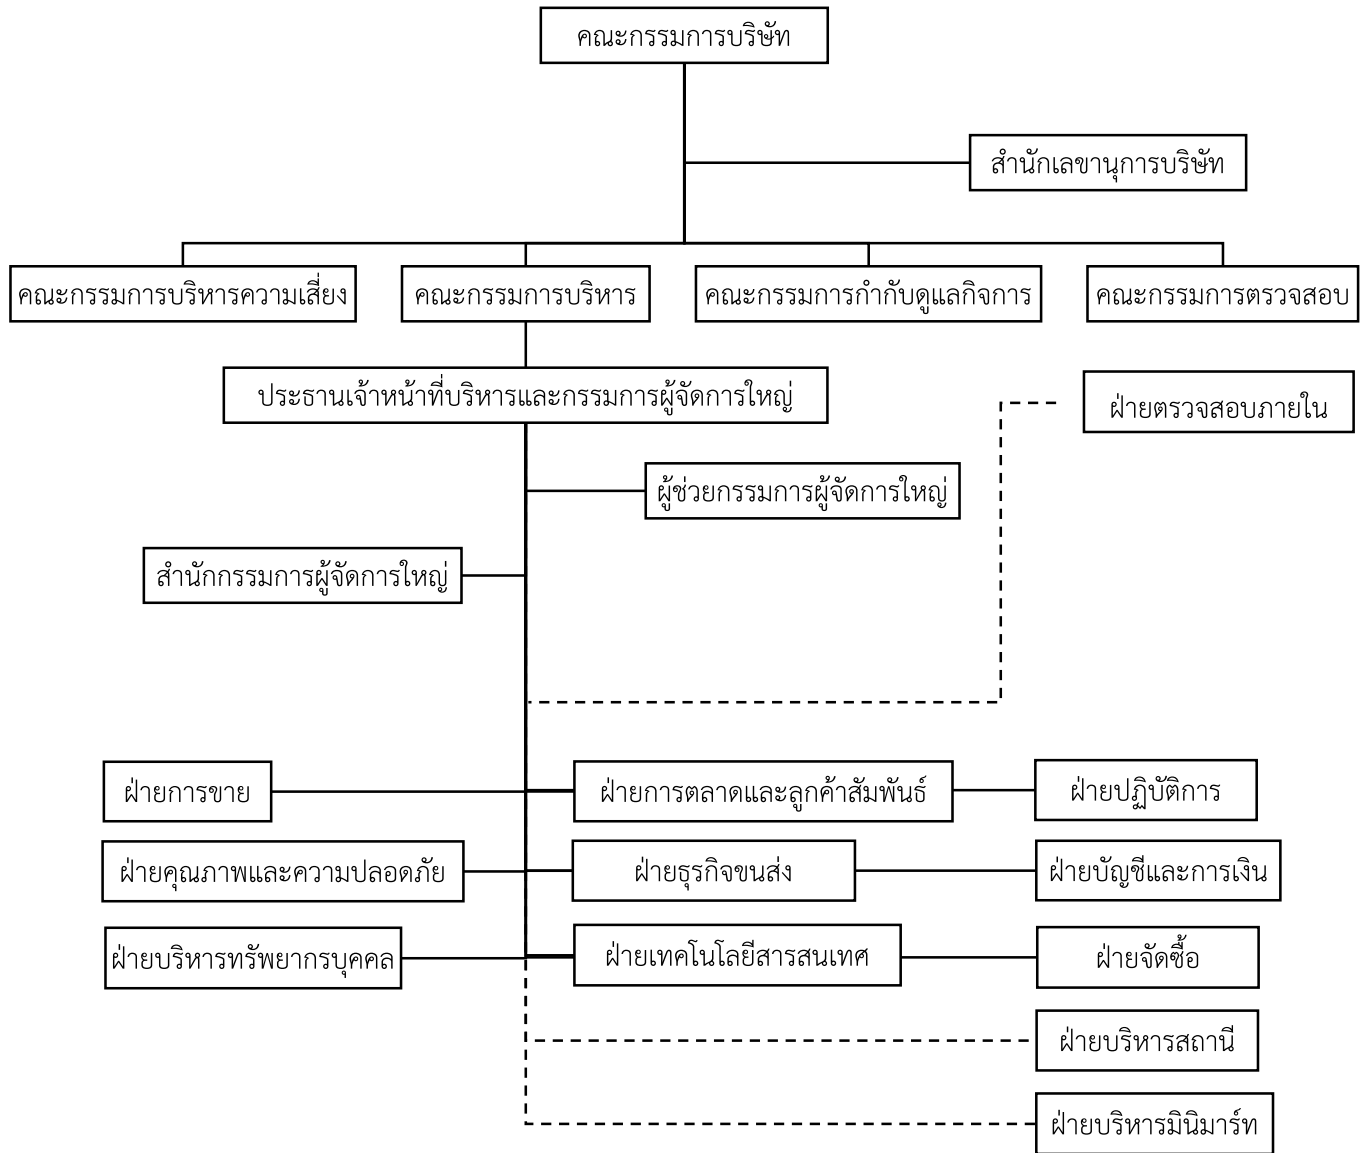 คณะกรรมการบริษัท
สำนักเลขานุการบริษัท
คณะกรรมการบริหารความเสี่ยง
คณะกรรมการบริหาร
คณะกรรมการกำกับดูแลกิจการ
คณะกรรมการตรวจสอบ
ประธานเจ้าหน้าที่บริหารและกรรมการผู้จัดการใหญ่
ฝ่ายตรวจสอบภายใน
ผู้ช่วยกรรมการผู้จัดการใหญ่
สำนักกรรมการผู้จัดการใหญ่
ฝ่ายการขาย
ฝ่ายการตลาดและลูกค้าสัมพันธ์
ฝ่ายปฏิบัติการ
ฝ่ายคุณภาพและความปลอดภัย
ฝ่ายธุรกิจขนส่ง
ฝ่ายบัญชีและการเงิน
ฝ่ายบริหารทรัพยากรบุคคล
ฝ่ายเทคโนโลยีสารสนเทศ
ฝ่ายจัดซื้อ
ฝ่ายบริหารสถานี
ฝ่ายบริหารมินิมาร์ท